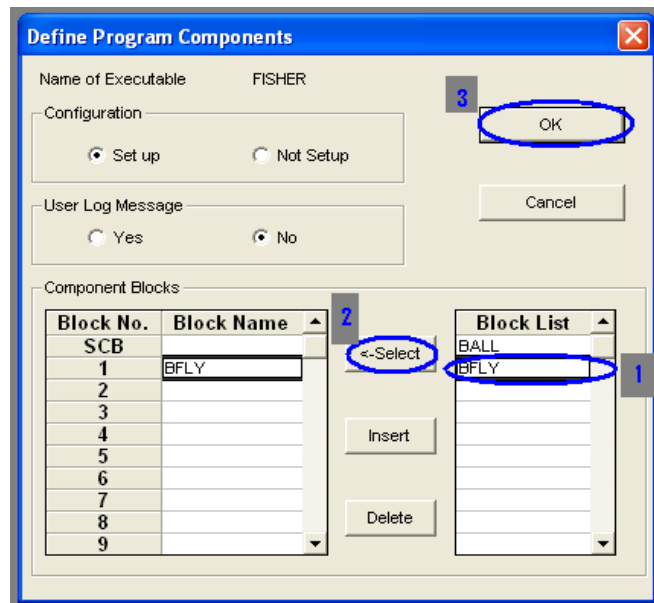 Define Program Components
Name of Executable FISHER
3
Configuration
OK
Set up Not Setup
User Log Message
Cancel
Yes No
Component Blocks
2
Block No. Block Name Block List
SCB <-Select BALL
1 BFLY BFLY 1
2
3
4 Insert
5
6
7
8 Delete
9